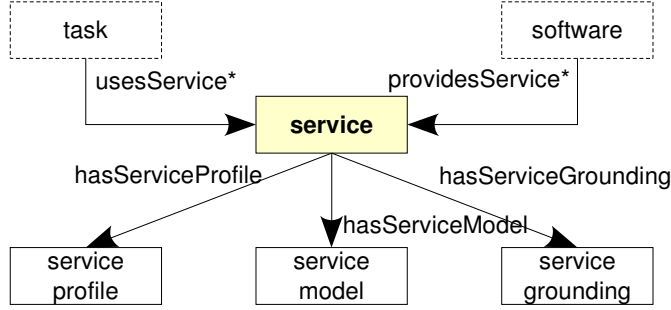 task
software
usesService*
providesService*
service
hasServiceProfile
hasServiceGrounding
hasServiceModel
service
profile
service
model
service
grounding